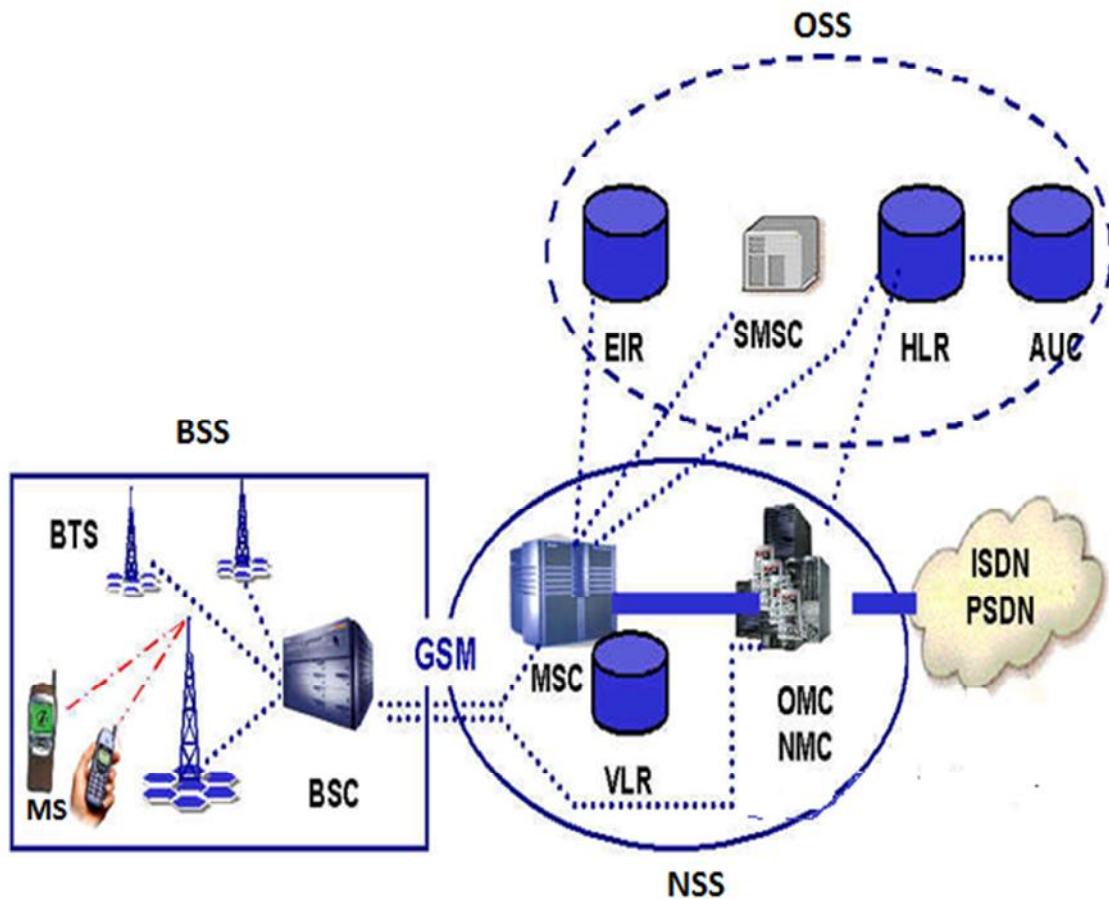 OSS
EIR
SMSC
HLR
AUC
BSS
BTS
MS
BSC
GSM
MSC
VLR
OMC
NMC
ISDN
PSDN
NSS